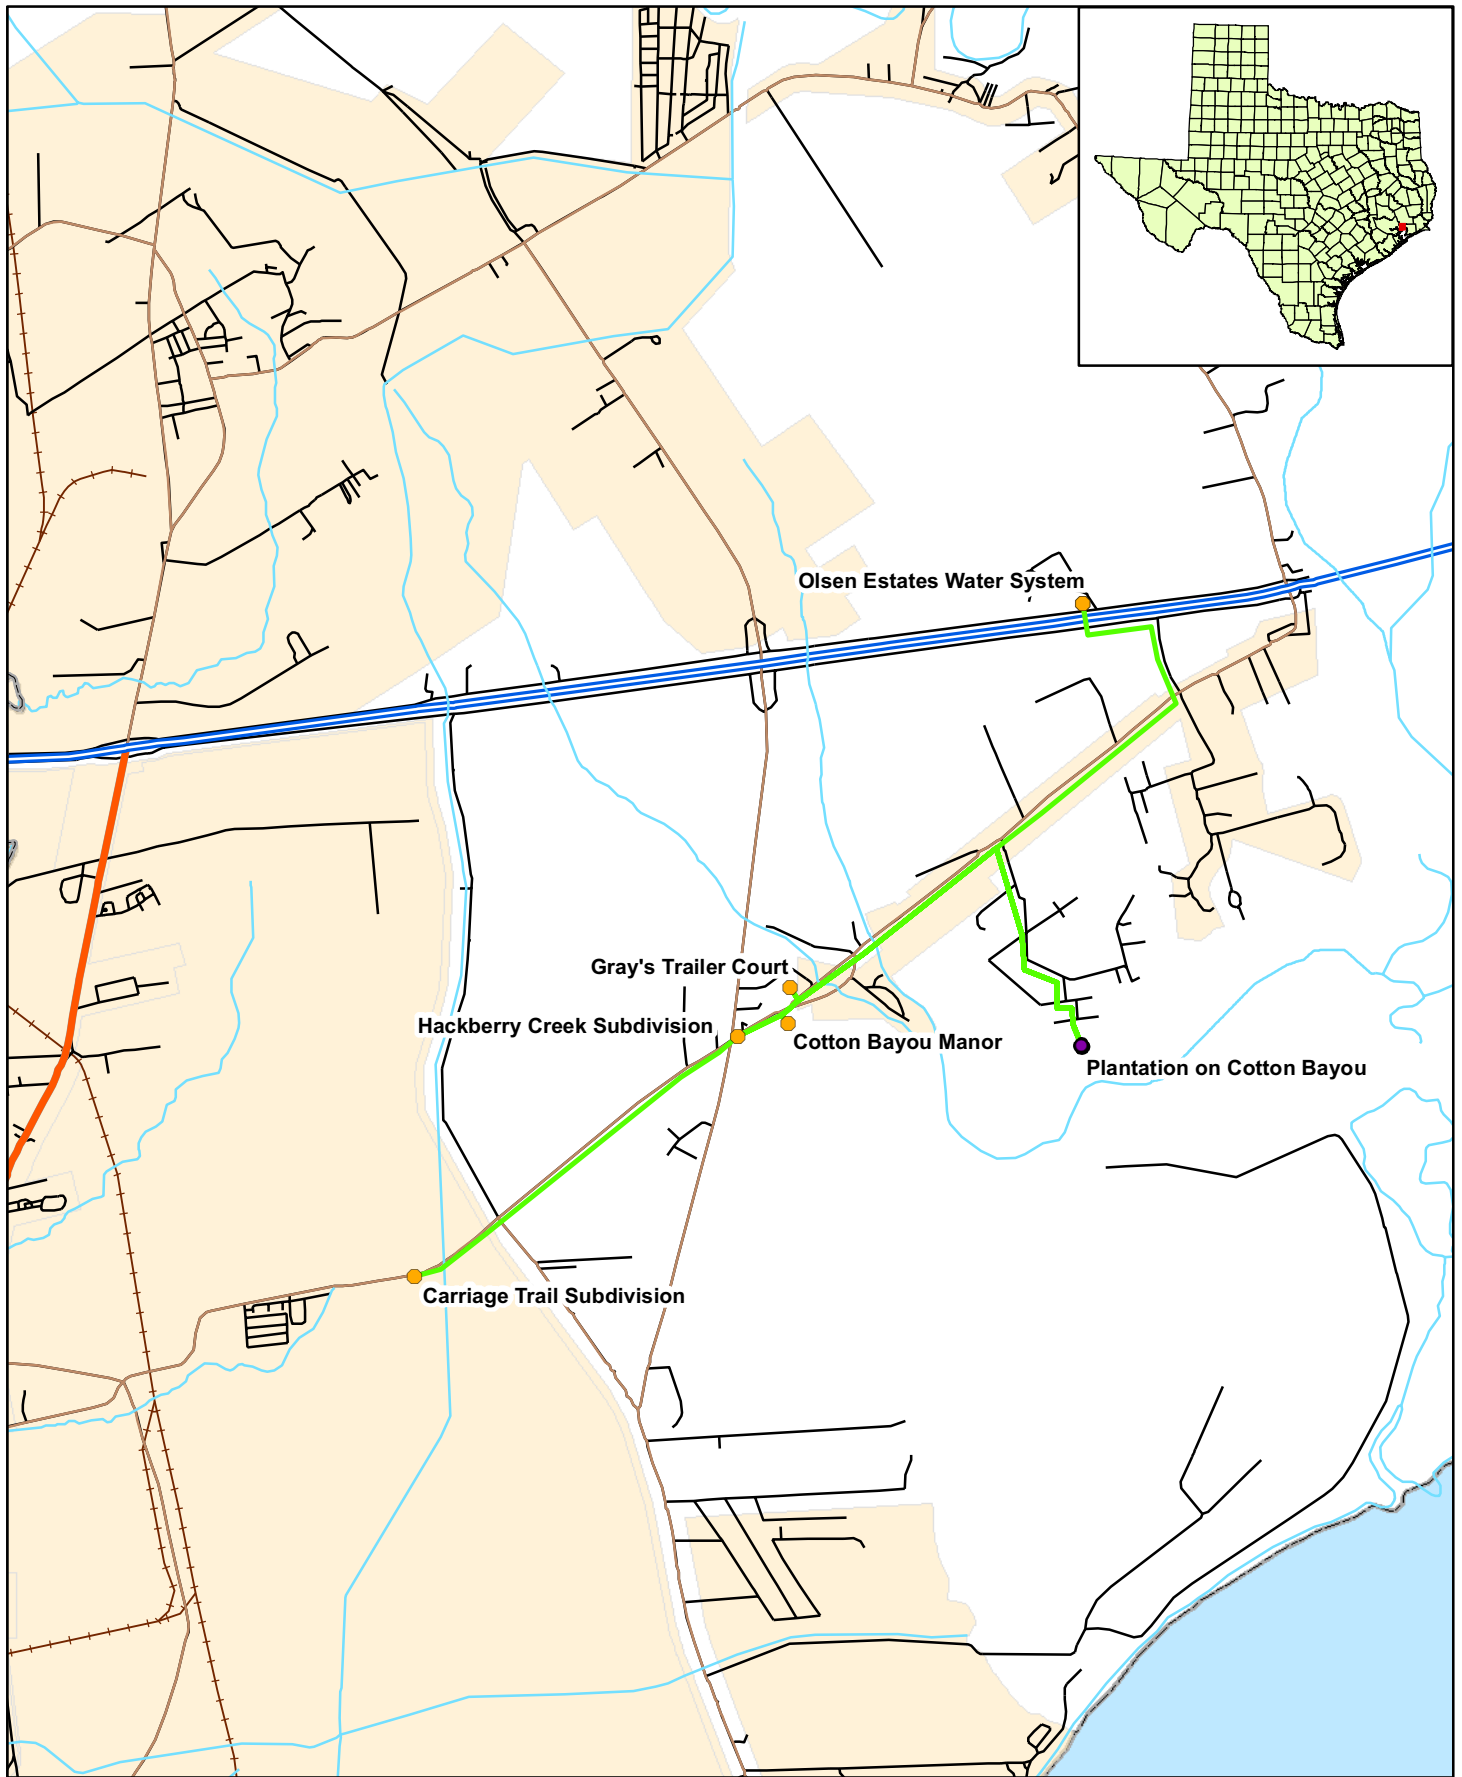 Olsen Estates Water System
Gray's Trailer Court
Hackberry Creek Subdivision
Cotton Bayou Manor
Plantation on Cotton Bayou
Carriage Trail Subdivision